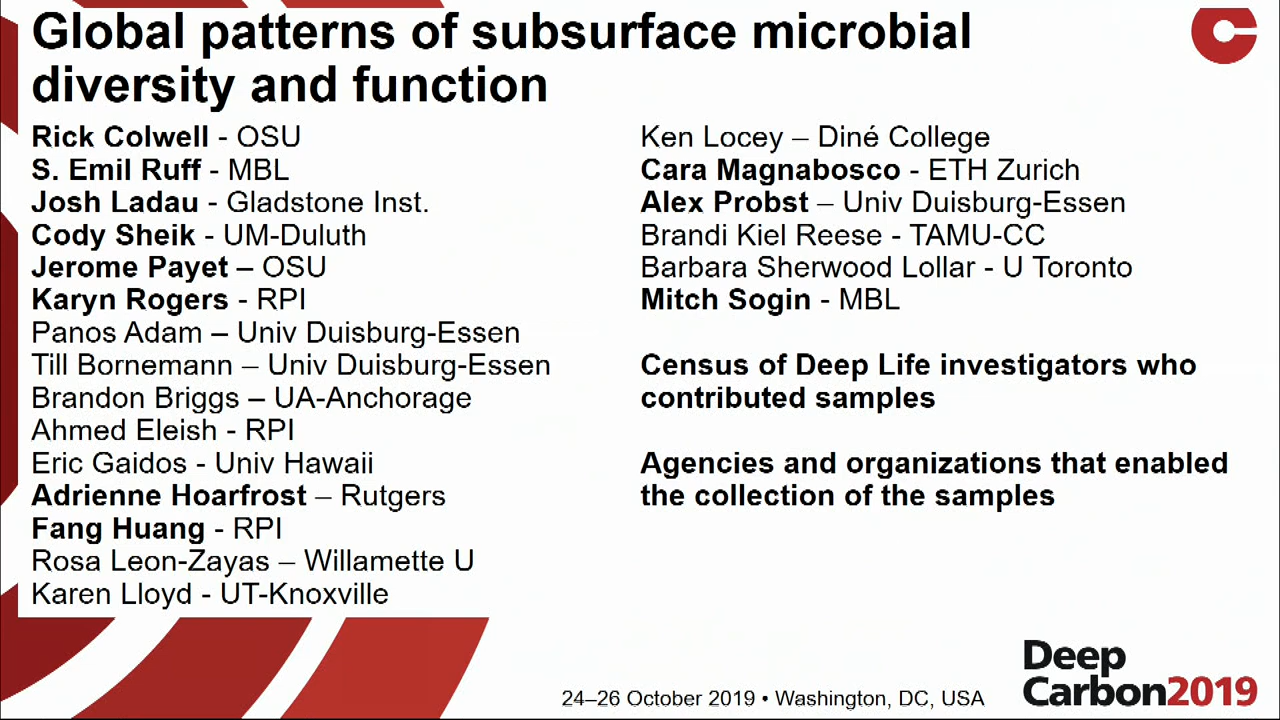 Global patterns of subsurface microbial
diversity and function
Rick Colwell - OSU
S. Emil Ruff - MBL
Josh Ladau - Gladstone Inst.
Cody Sheik - UM-Duluth
Jerome Payet – OSU
Karyn Rogers - RPI
Panos Adam – Univ Duisburg-Essen
Till Bornemann – Univ Duisburg-Essen
Brandon Briggs – UA-Anchorage
Ahmed Eleish - RPI
Eric Gaidos - Univ Hawaii
Adrienne Hoarfrost – Rutgers
Fang Huang - RPI
Rosa Leon-Zayas – Willamette U
Karen Lloyd - UT-Knoxville
Ken Locey – Diné College
Cara Magnabosco - ETH Zurich
Alex Probst – Univ Duisburg-Essen
Brandi Kiel Reese - TAMU-CC
Barbara Sherwood Lollar - U Toronto
Mitch Sogin - MBL
Census of Deep Life investigators who
contributed samples
Agencies and organizations that enabled
the collection of the samples
24–26 October 2019 • Washington, DC, USA
Deep
Carbon2019